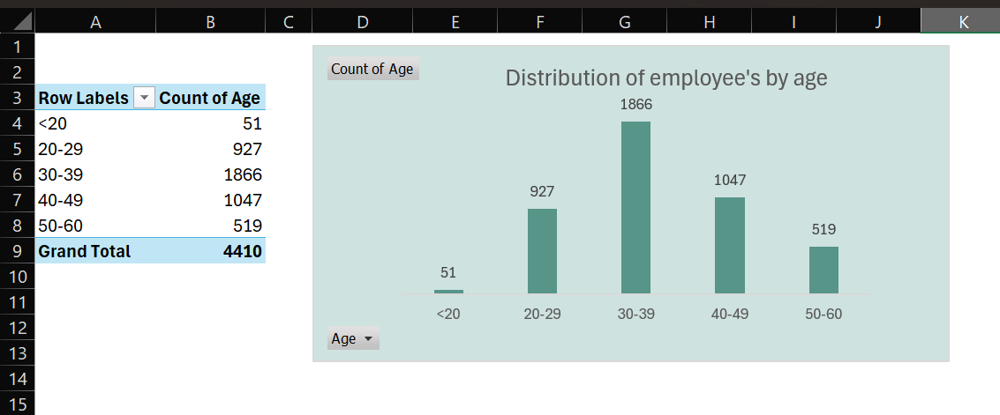 A B C D E F G H I J K
1
2
3 Row Labels Count of Age
4 <20 51
5 20-29 927
6 30-39 1866
7 40-49 1047
8 50-60 519
9 Grand Total 4410
10
11
12
13
14
15
Count of Age
Distribution of employee's by age
1866
927
1047
519
51
<20 20-29 30-39 40-49 50-60
Age